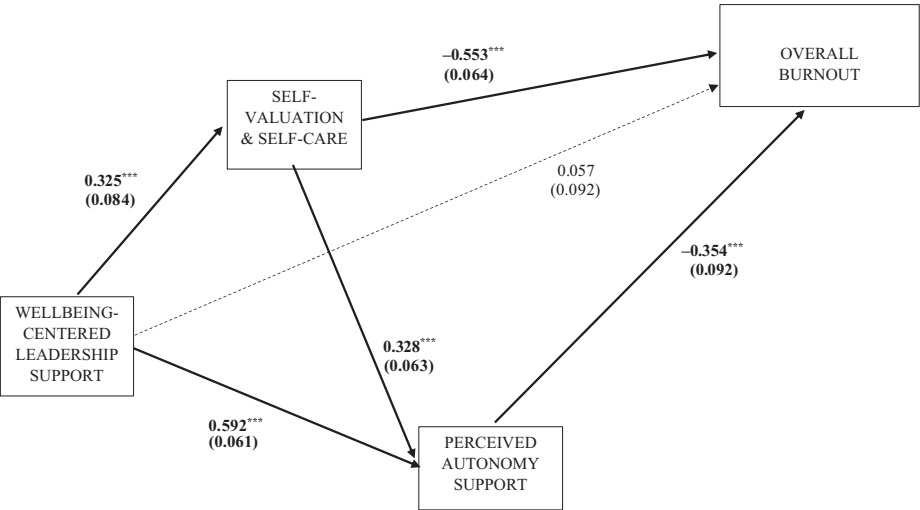 –0.553***
(0.064)
OVERALL
BURNOUT
SELF-
VALUATION
& SELF-CARE
0.057
(0.092)
0.325***
(0.084)
–0.354***
(0.092)
WELLBEING-
CENTERED
LEADERSHIP
SUPPORT
0.328***
(0.063)
0.592***
(0.061)
PERCEIVED
AUTONOMY
SUPPORT